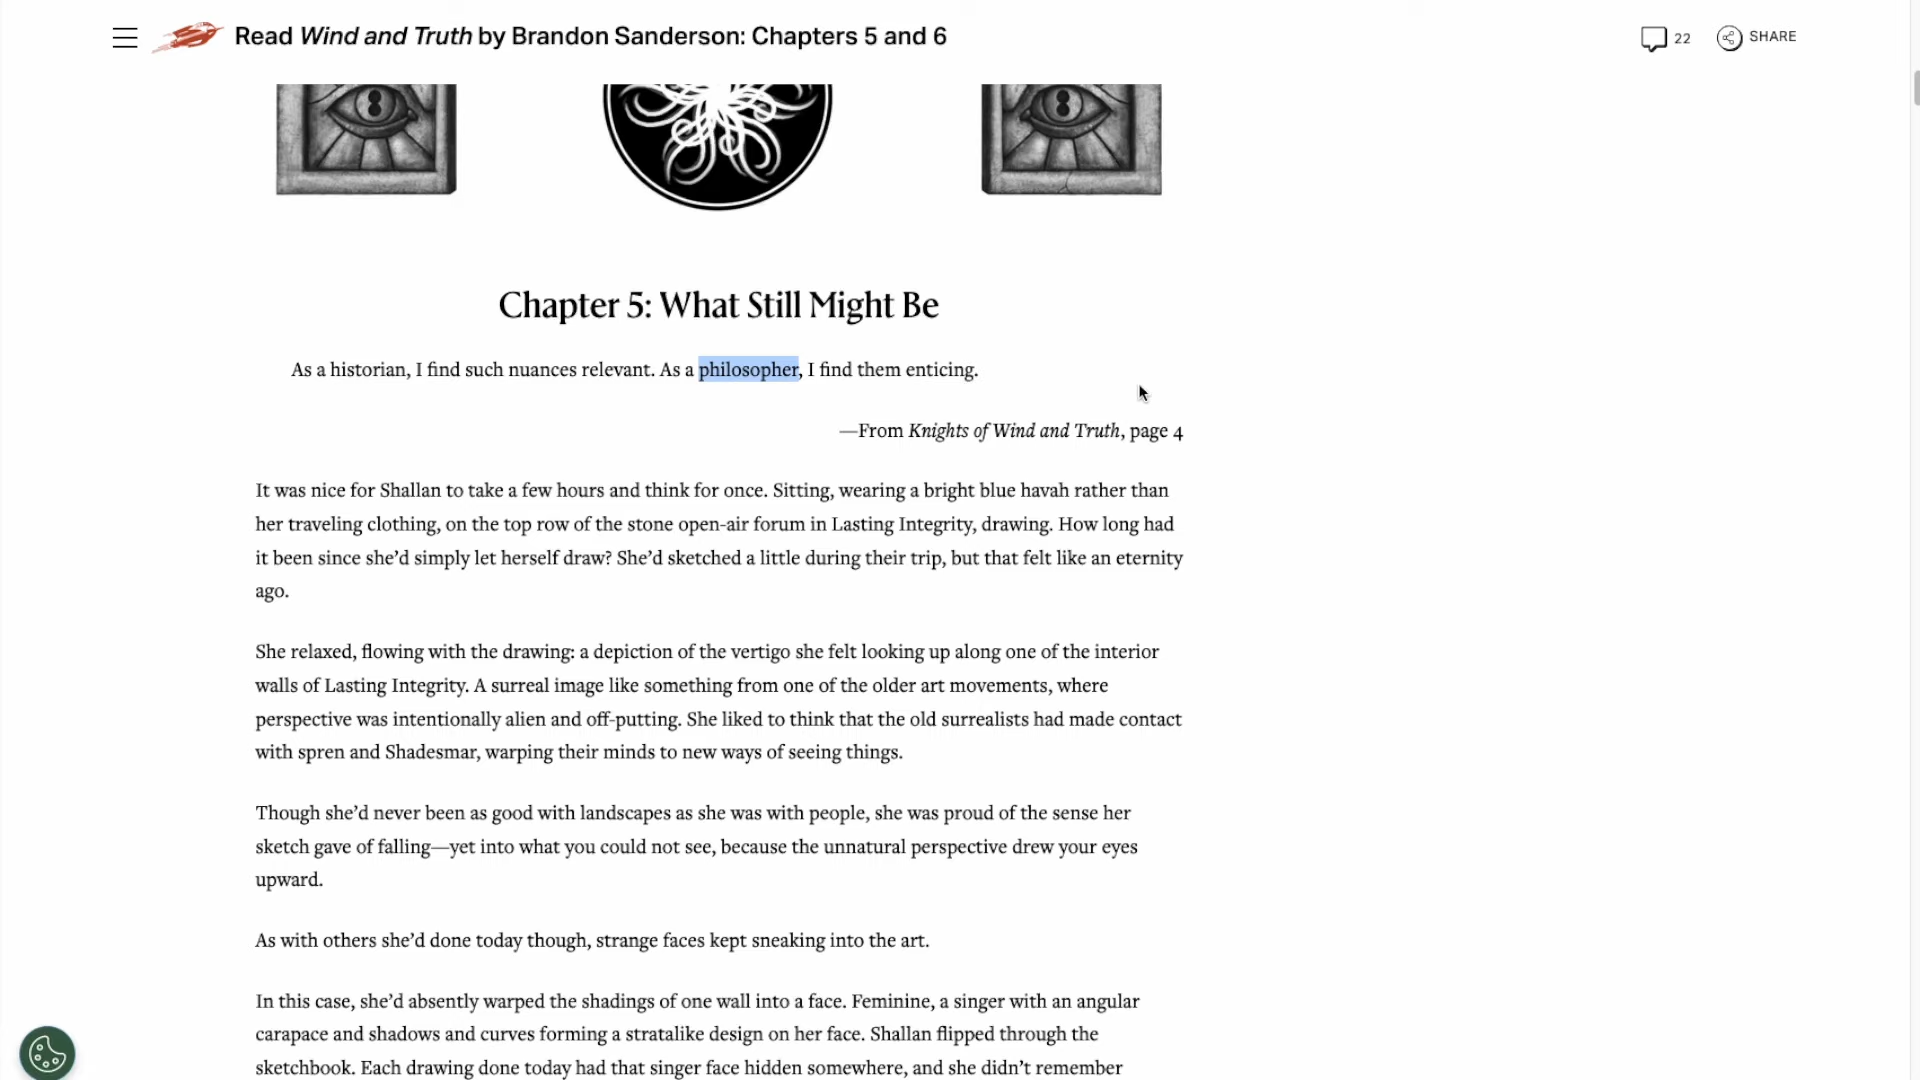 Read Wind and Truth by Brandon Sanderson: Chapters 5 and 6
22
SHARE
Chapter 5: What Still Might Be
As a historian, I find such nuances relevant. As a philosopher, I find them enticing.
—From Knights of Wind and Truth, page 4
It was nice for Shallan to take a few hours and think for once. Sitting, wearing a bright blue havah rather than
her traveling clothing, on the top row of the stone open-air forum in Lasting Integrity, drawing. How long had
it been since she’d simply let herself draw? She’d sketched a little during their trip, but that felt like an eternity
ago.
She relaxed, flowing with the drawing: a depiction of the vertigo she felt looking up along one of the interior
walls of Lasting Integrity. A surreal image like something from one of the older art movements, where
perspective was intentionally alien and off-putting. She liked to think that the old surrealists had made contact
with spren and Shadesmar, warping their minds to new ways of seeing things.
Though she’d never been as good with landscapes as she was with people, she was proud of the sense her
sketch gave of falling—yet into what you could not see, because the unnatural perspective drew your eyes
upward.
As with others she’d done today though, strange faces kept sneaking into the art.
In this case, she’d absently warped the shadings of one wall into a face. Feminine, a singer with an angular
carapace and shadows and curves forming a stratalike design on her face. Shallan flipped through the
sketchbook. Each drawing done today had that singer face hidden somewhere, and she didn’t remember